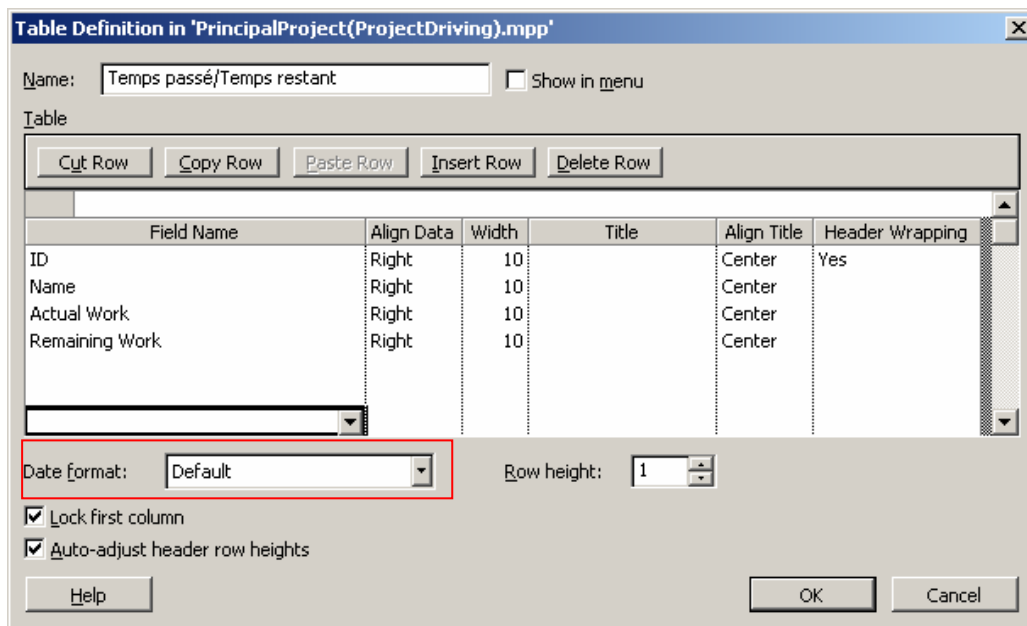 Table Definition in 'PrincipalProject(ProjectDriving).mpp'
Name: Temps passé/Temps restant Show in menu
Table
Cut Row Copy Row Paste Row Insert Row Delete Row
Field Name Align Data Width Title Align Title Header Wrapping
ID Right 10 Center Yes
Name Right 10 Center
Actual Work Right 10 Center
Remaining Work Right 10 Center
Date format: Default Row height: 1
Lock first column
Auto-adjust header row heights
Help OK Cancel